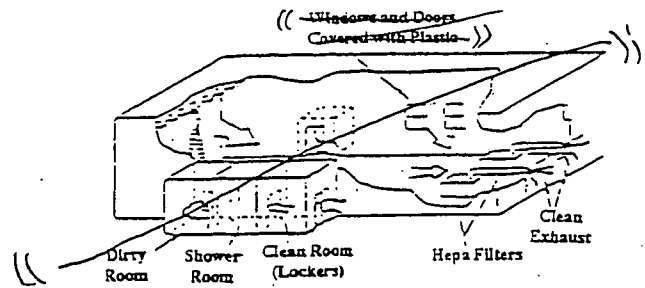 (( Windows and Doors
Covered with Plastic ))
))
Dirty
Room
Shower
Room
Clean Room
(Lockers)
Hepa Filters
Clean
Exhaust
((